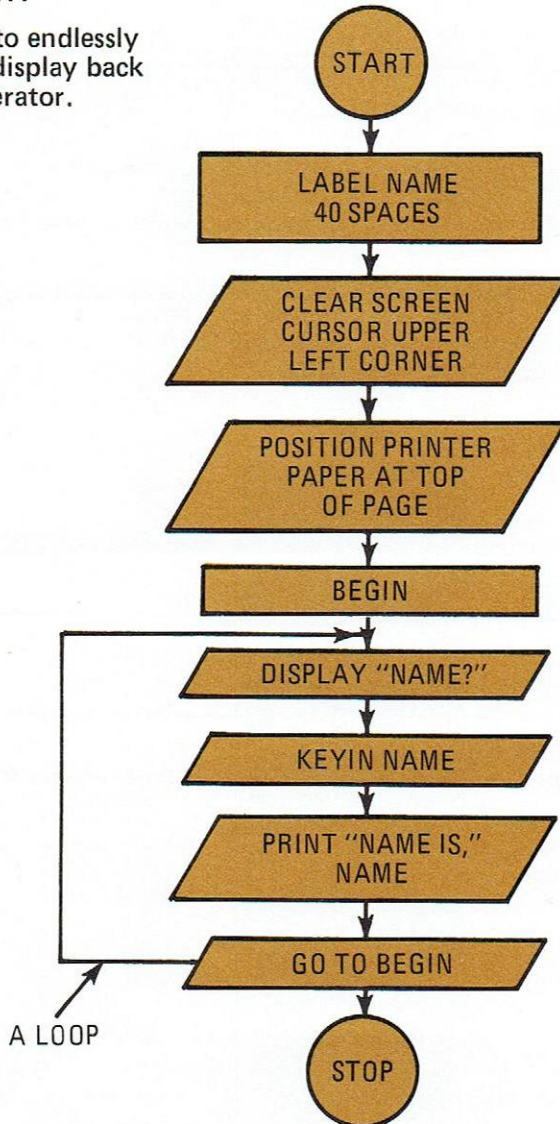 to endlessly
display back
erator.
START
LABEL NAME
40 SPACES
CLEAR SCREEN
CURSOR UPPER
LEFT CORNER
POSITION PRINTER
PAPER AT TOP
OF PAGE
BEGIN
DISPLAY "NAME?"
KEYIN NAME
PRINT "NAME IS,"
NAME
GO TO BEGIN
A LOOP
STOP